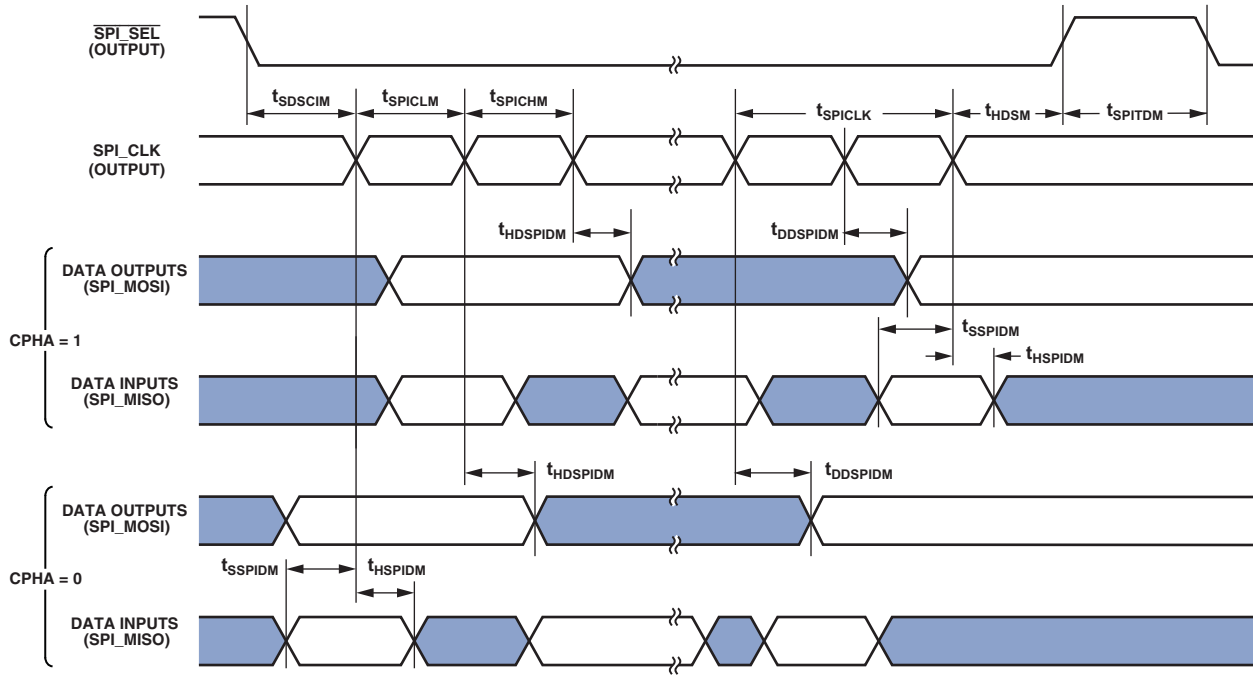 SPI_SEL
(OUTPUT)
tSDSCIM tSPICLM tSPICHM tSPICLK tHDSM tSPITDM
SPI_CLK
(OUTPUT)
tHDSPIDM tDDSPIDM
DATA OUTPUTS
(SPI_MOSI)
CPHA = 1
tSSPIDM
tHSPIDM
DATA INPUTS
(SPI_MISO)
tHDSPIDM tDDSPIDM
DATA OUTPUTS
(SPI_MOSI)
CPHA = 0
tSSPIDM tHSPIDM
DATA INPUTS
(SPI_MISO)